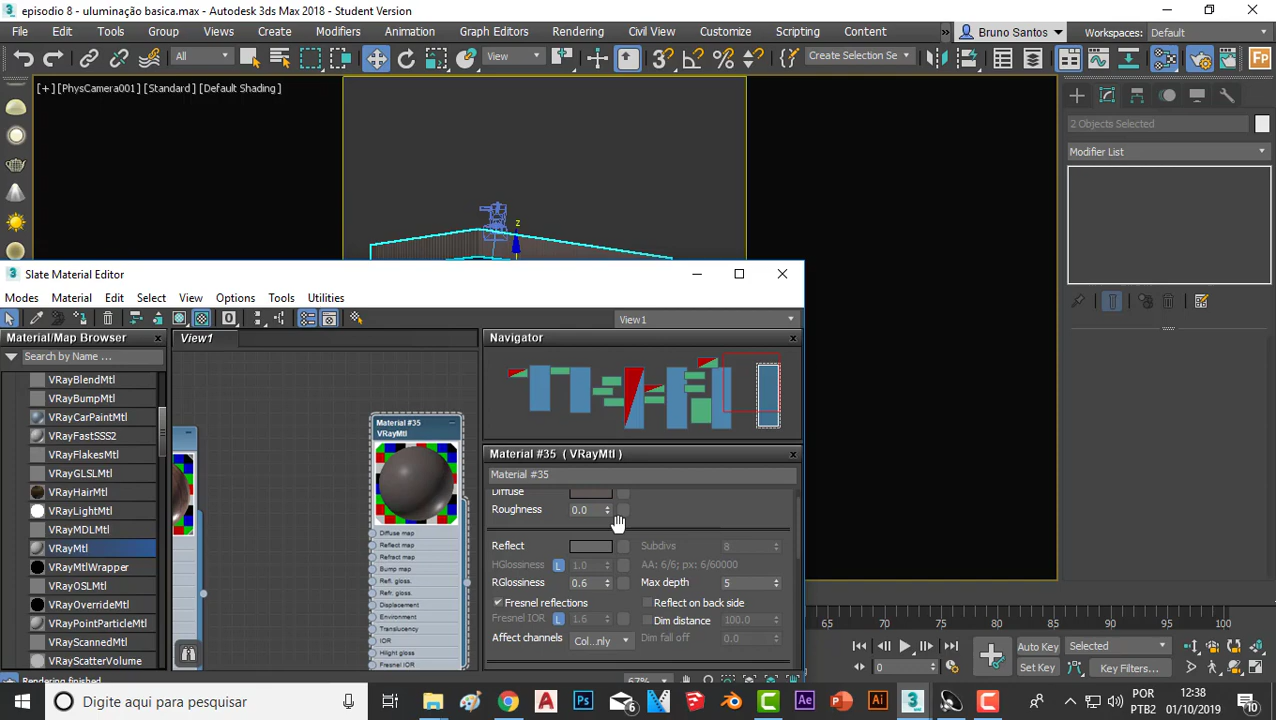 episodio 8 - uluminação basica.max - Autodesk 3ds Max 2018 - Student Version
File Edit Tools Group Views Create Modifiers Animation Graph Editors Rendering Civil View Customize Scripting Content » Bruno Santos Workspaces: Default
All View Create Selection Se
[+] [PhysCamera001] [Standard] [Default Shading]
2 Objects Selected
Modifier List
z
Slate Material Editor
Modes Material Edit Select View Options Tools Utilities
View1
Material/Map Browser
View1
Navigator
Search by Name ...
VRayBlendMtl
VRayBumpMtl
VRayCarPaintMtl
VRayFastSSS2
VRayFlakesMtl
VRayGLSLMtl
VRayHairMtl
VRayLightMtl
VRayMDLMtl
VRayMtl
VRayMtlWrapper
VRayOSLMtl
VRayOverrideMtl
VRayPointParticleMtl
VRayScannedMtl
VRayScatterVolume
Material #35
VRayMtl
Diffuse map
Reflect map
Refract map
Bump map
Refl. gloss.
Refr. gloss.
Displacement
Environment
Translucency
IOR
Hilight gloss
Fresnel IOR
Material #35 ( VRayMtl )
Material #35
Diffuse
Roughness 0.0
Reflect Subdivs 8
HGlossiness L 1.0 AA: 6/6; px: 6/60000
RGlossiness 0.6 Max depth 5
Fresnel reflections Reflect on back side
Fresnel IOR L 1.6 Dim distance 100.0
Affect channels Col...nly Dim fall off 0.0
67%
Rendering finished
65 70 75 80 85 90 95 100
Auto Key Selected
0 Set Key Key Filters...
Digite aqui para pesquisar
POR
PTB2
12:38
01/10/2019
10